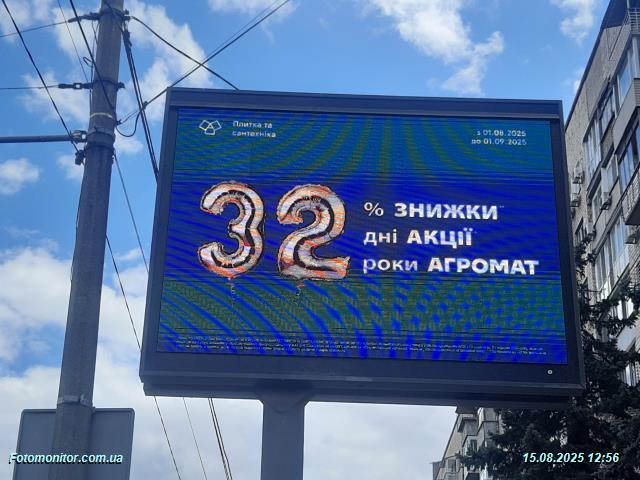 Плитка та
сантехніка
з 01.08.2025
до 01.09.2025
32
% ЗНИЖКИ
дні АКЦІЇ
роки АГРОМАТ
Fotomonitor.com.ua
15.08.2025 12:56